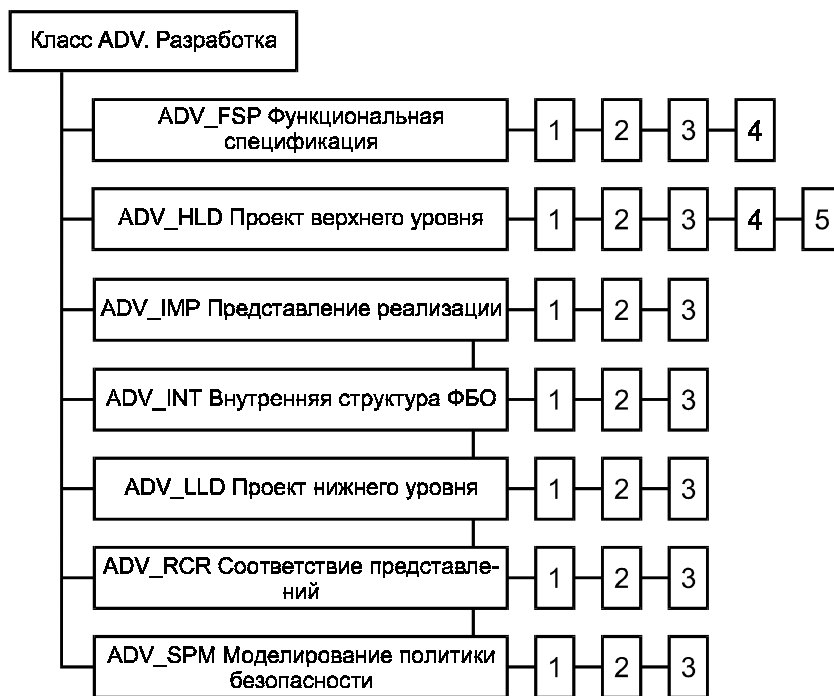 Класс ADV. Разработка
ADV_FSP Функциональная
спецификация
1 2 3 4
ADV_HLD Проект верхнего уровня
1 2 3 4 5
ADV_IMP Представление реализации
1 2 3
ADV_INT Внутренняя структура ФБО
1 2 3
ADV_LLD Проект нижнего уровня
1 2 3
ADV_RCR Соответствие представле-
ний
1 2 3
ADV_SPM Моделирование политики
безопасности
1 2 3